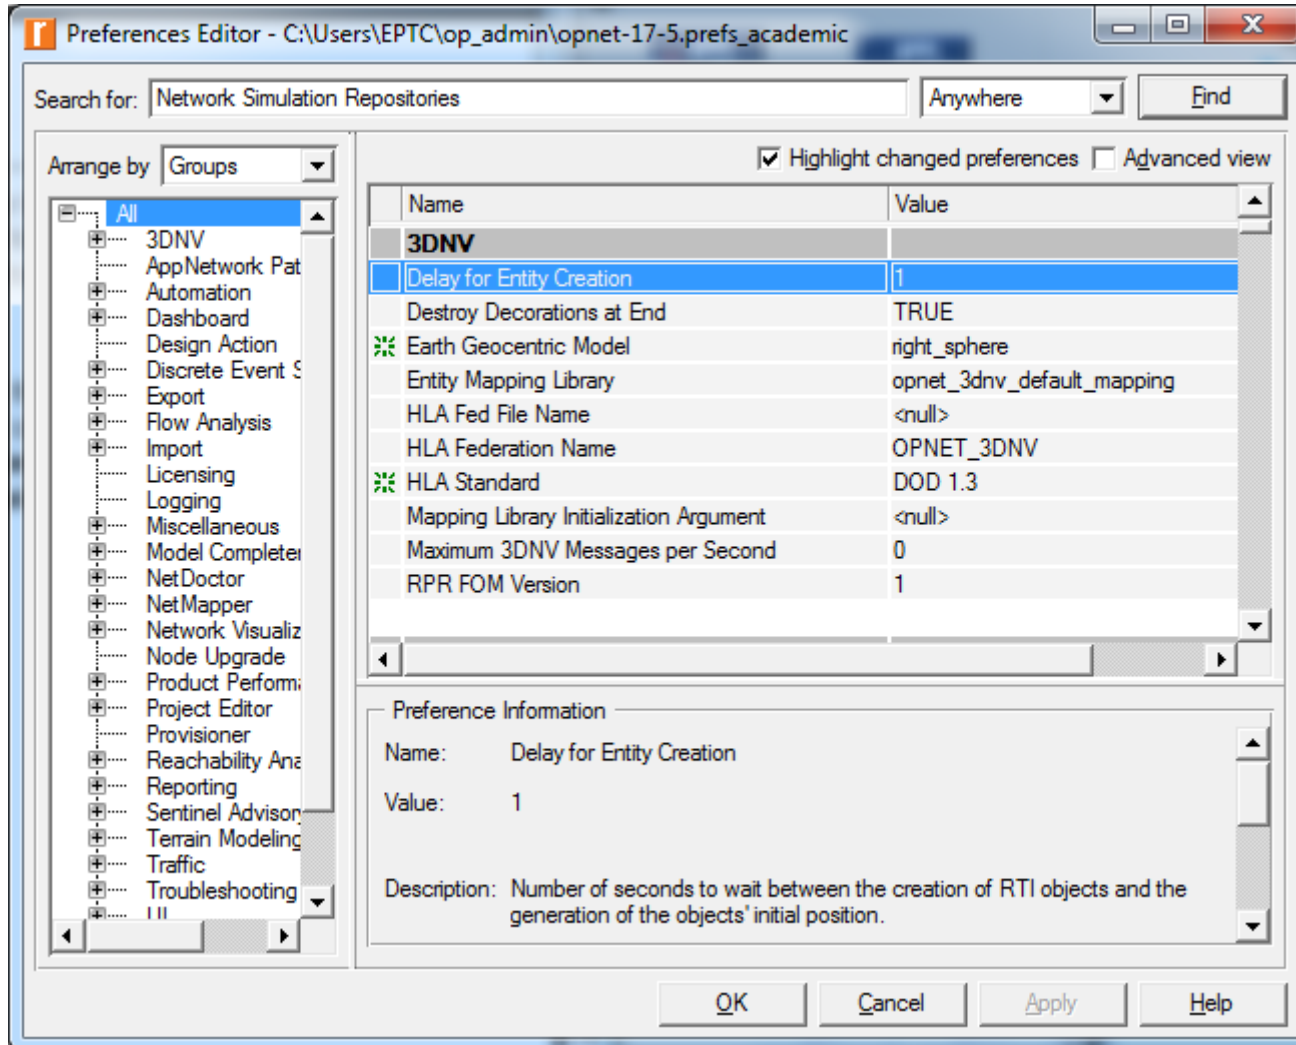 Preferences Editor - C:\Users\EPTC\op_admin\opnet-17-5.prefs_academic
Search for: Network Simulation Repositories Anywhere Find
Arrange by Groups
Highlight changed preferences Advanced view
All
3DNV
AppNetwork Pat
Automation
Dashboard
Design Action
Discrete Event S
Export
Flow Analysis
Import
Licensing
Logging
Miscellaneous
Model Completer
NetDoctor
NetMapper
Network Visualiz
Node Upgrade
Product Performa
Project Editor
Provisioner
Reachability Ana
Reporting
Sentinel Advisory
Terrain Modeling
Traffic
Troubleshooting
UI
Name Value
3DNV
Delay for Entity Creation 1
Destroy Decorations at End TRUE
Earth Geocentric Model right_sphere
Entity Mapping Library opnet_3dnv_default_mapping
HLA Fed File Name <null>
HLA Federation Name OPNET_3DNV
HLA Standard DOD 1.3
Mapping Library Initialization Argument <null>
Maximum 3DNV Messages per Second 0
RPR FOM Version 1
Preference Information
Name: Delay for Entity Creation
Value: 1
Description: Number of seconds to wait between the creation of RTI objects and the
generation of the objects' initial position.
OK Cancel Apply Help